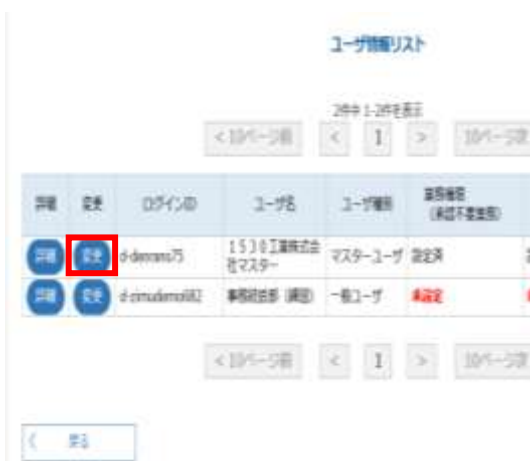 ユーザ情報リスト
2件中 1-2件を表示
<10ページ前 < 1 > 10ページ次
詳細 変更 ログインID ユーザ名 ユーザ種別 業務権限
(承認不要業務)
詳細 変更 マスターユーザ 設定済
社マスター
詳細 変更 一般ユーザ 未設定
<10ページ前 < 1 > 10ページ次
戻る